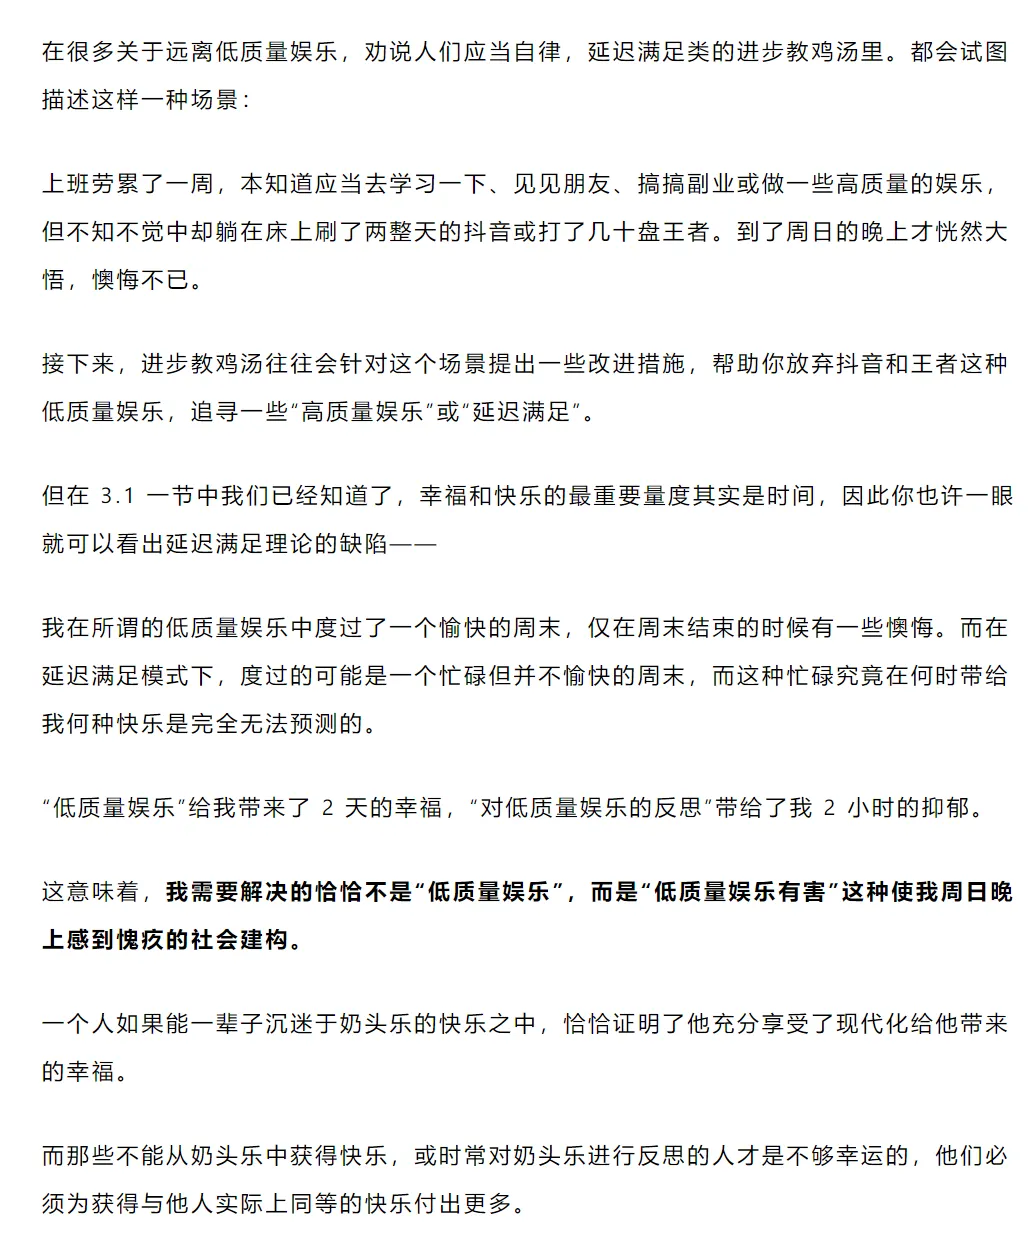 在很多关于远离低质量娱乐，劝说人们应当自律，延迟满足类的进步教鸡汤里。都会试图
描述这样一种场景：
上班劳累了一周，本知道应当去学习一下、见见朋友、搞搞副业或做一些高质量的娱乐，
但不知不觉中却躺在床上刷了两整天的抖音或打了几十盘王者。到了周日的晚上才恍然大
悟，懊悔不已。
接下来，进步教鸡汤往往会针对这个场景提出一些改进措施，帮助你放弃抖音和王者这种
低质量娱乐，追寻一些“高质量娱乐”或“延迟满足”。
但在 3.1 一节中我们已经知道了，幸福和快乐的最重要量度其实是时间，因此你也许一眼
就可以看出延迟满足理论的缺陷——
我在所谓的低质量娱乐中度过了一个愉快的周末，仅在周末结束的时候有一些懊悔。而在
延迟满足模式下，度过的可能是一个忙碌但并不愉快的周末，而这种忙碌究竟在何时带给
我何种快乐是完全无法预测的。
“低质量娱乐”给我带来了 2 天的幸福，“对低质量娱乐的反思”带给了我 2 小时的抑郁。
这意味着，我需要解决的恰恰不是“低质量娱乐”，而是“低质量娱乐有害”这种使我周日晚
上感到愧疚的社会建构。
一个人如果能一辈子沉迷于奶头乐的快乐之中，恰恰证明了他充分享受了现代化给他带来
的幸福。
而那些不能从奶头乐中获得快乐，或时常对奶头乐进行反思的人才是不够幸运的，他们必
须为获得与他人实际上同等的快乐付出更多。